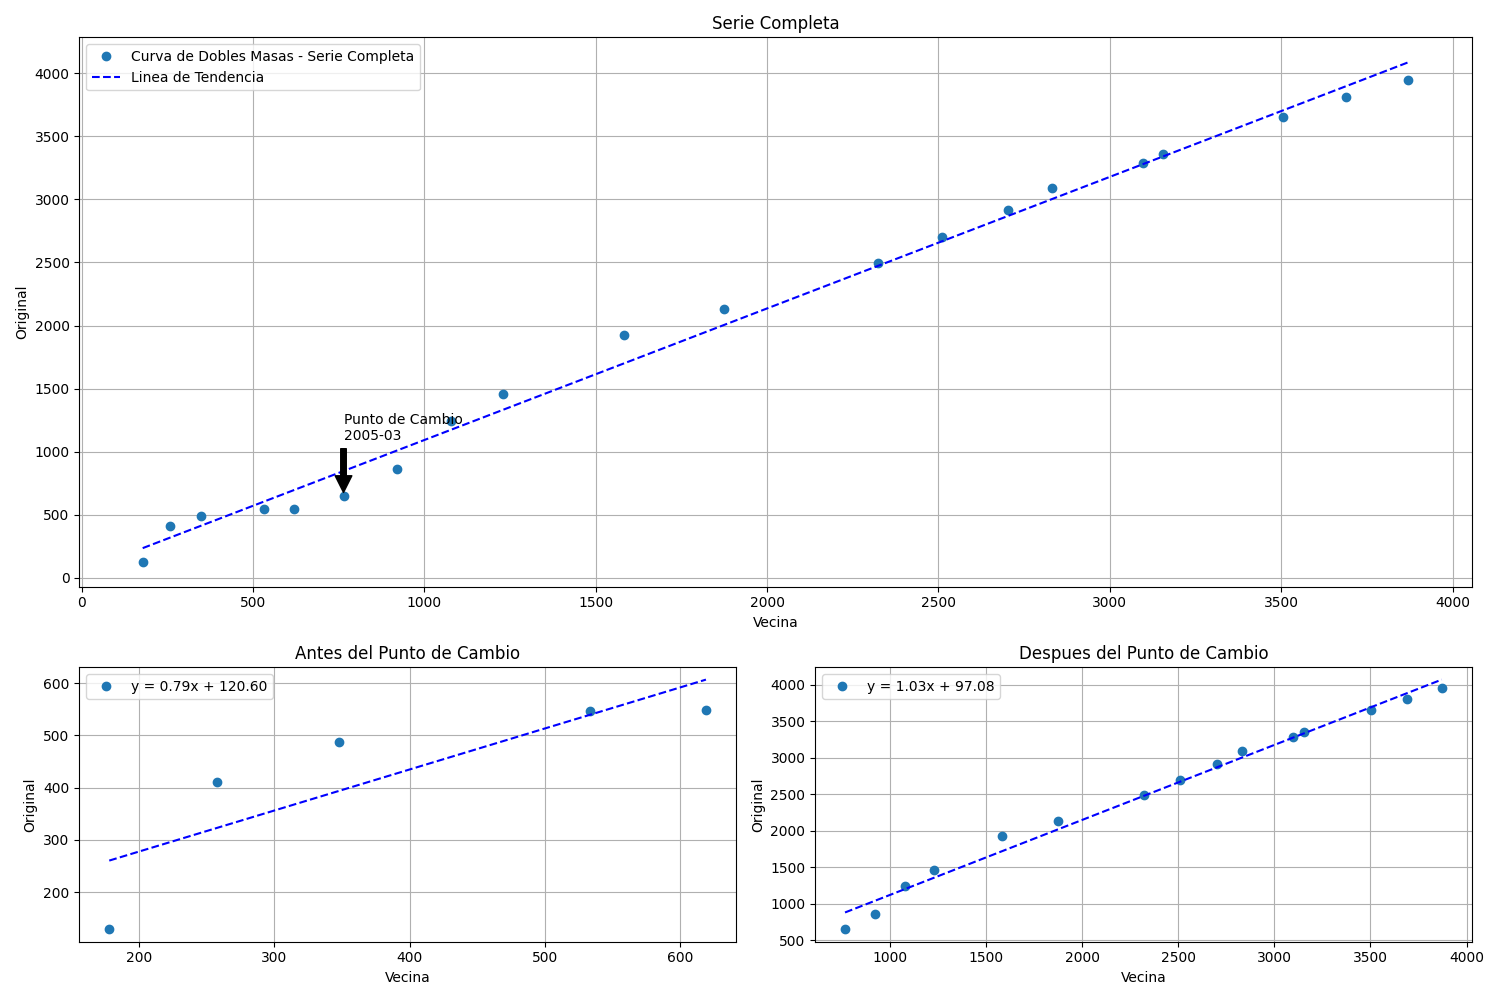 Serie Completa
Curva de Dobles Masas - Serie Completa
Linea de Tendencia
4000
3500
3000
2500
2000
1500
1000
500
0
Original
Punto de Cambio
2005-03
0 500 1000 1500 2000 2500 3000 3500 4000
Vecina
Antes del Punto de Cambio
y = 0.79x + 120.60
600
500
400
300
200
Original
200 300 400 500 600
Vecina
Despues del Punto de Cambio
y = 1.03x + 97.08
4000
3500
3000
2500
2000
1500
1000
500
Original
1000 1500 2000 2500 3000 3500 4000
Vecina